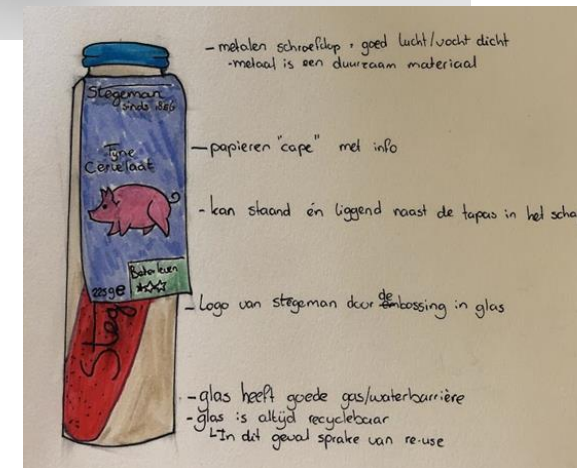 Stegeman
sinds 1886
Fijne
Cervelaat
Beter leven
225g e
Steg
- metalen schroefdop, goed lucht/vocht dicht
- metaal is een duurzaam materiaal
- papieren "cape" met info
- kan staand én liggend naast de tapas in het scha
- Logo van stegeman door de bossing in glas
- glas heeft goede gas/waterbarrière
- glas is altijd recyclebaar
↳ In dit geval sprake van re-use